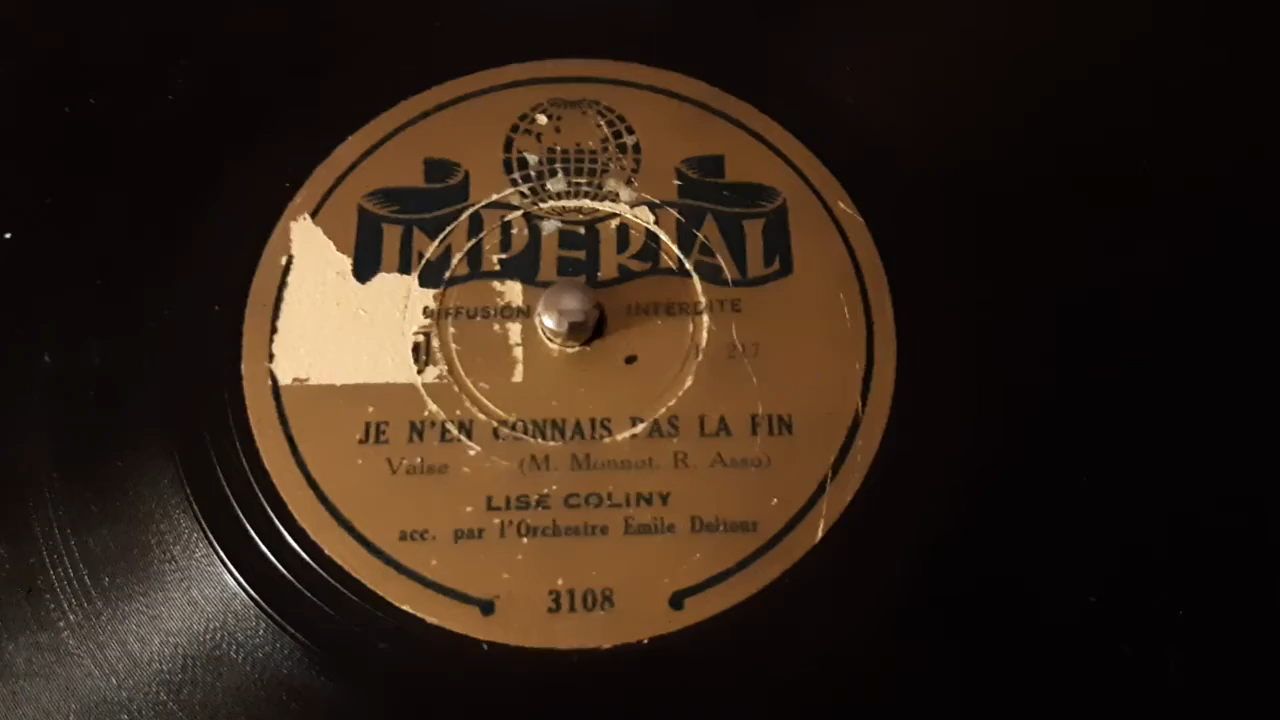 IMPERIAL
DIFFUSION INTERDITE
217
JE N'EN CONNAIS PAS LA FIN
Valse (M. Monnot. R. Asso)
LISE COLINY
acc. par l'Orchestre Emile Deltour
3108